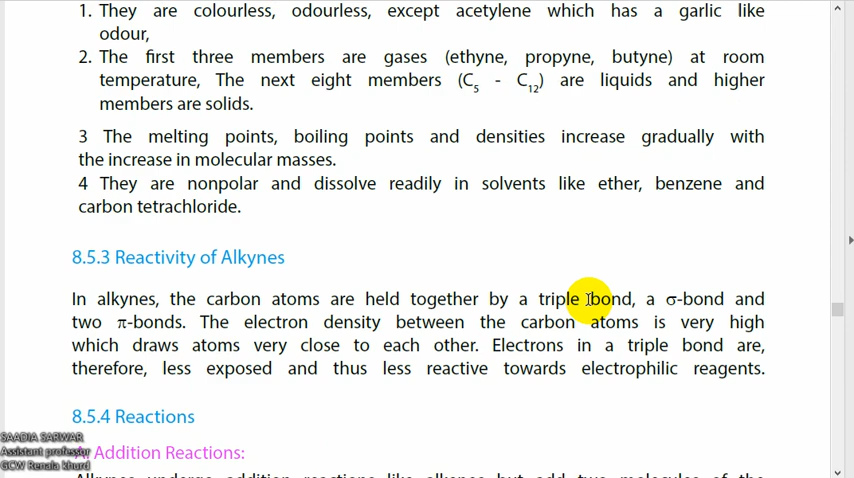 1. They are colourless, odourless, except acetylene which has a garlic like
odour,
2. The first three members are gases (ethyne, propyne, butyne) at room
temperature, The next eight members (C5 - C12) are liquids and higher
members are solids.
3 The melting points, boiling points and densities increase gradually with
the increase in molecular masses.
4 They are nonpolar and dissolve readily in solvents like ether, benzene and
carbon tetrachloride.
8.5.3 Reactivity of Alkynes
In alkynes, the carbon atoms are held together by a triple bond, a σ-bond and
two π-bonds. The electron density between the carbon atoms is very high
which draws atoms very close to each other. Electrons in a triple bond are,
therefore, less exposed and thus less reactive towards electrophilic reagents.
8.5.4 Reactions
Addition Reactions:
SAADIA SARWAR
Assistant professor
GCW Renala khurd
Alkynes undergo addition reactions like alkenes but add two molecules of the